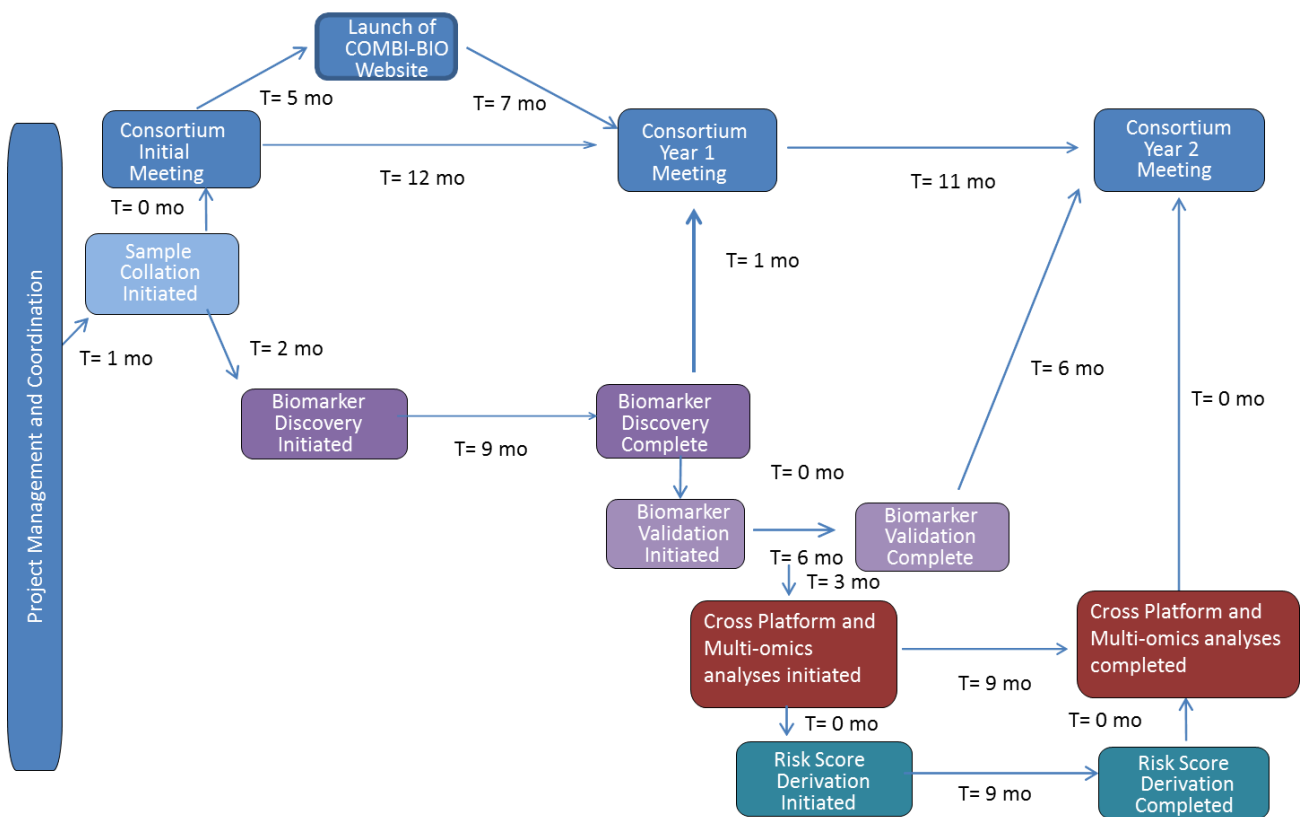 Launch of
COMBI-BIO
Website
T= 5 mo
T= 7 mo
Consortium
Initial
Meeting
T= 12 mo
Consortium
Year 1
Meeting
T= 11 mo
Consortium
Year 2
Meeting
T= 0 mo
Sample
Collation
Initiated
T= 1 mo
Project Management and Coordination
T= 1 mo
T= 2 mo
T= 6 mo
T= 0 mo
Biomarker
Discovery
Initiated
T= 9 mo
Biomarker
Discovery
Complete
T= 0 mo
Biomarker
Validation
Initiated
T= 6 mo
Biomarker
Validation
Complete
T= 3 mo
Cross Platform and
Multi-omics
analyses initiated
T= 9 mo
Cross Platform and
Multi-omics analyses
completed
T= 0 mo
T= 0 mo
Risk Score
Derivation
Initiated
T= 9 mo
Risk Score
Derivation
Completed